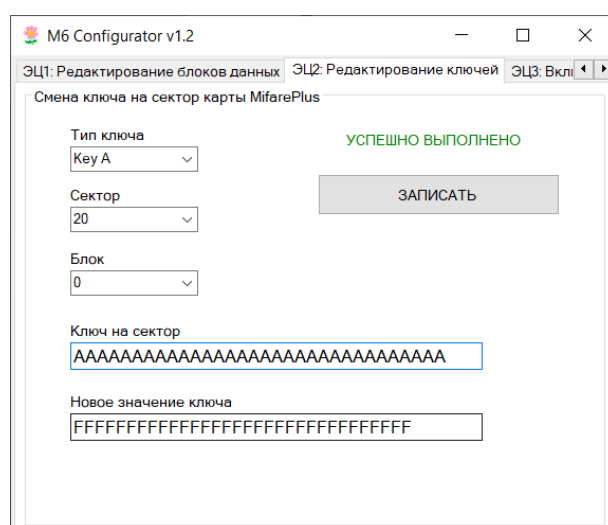 M6 Configurator v1.2
ЭЦ1: Редактирование блоков данных ЭЦ2: Редактирование ключей ЭЦ3: Вкл
Смена ключа на сектор карты MifarePlus
Тип ключа
Key A
УСПЕШНО ВЫПОЛНЕНО
Сектор
20
ЗАПИСАТЬ
Блок
0
Ключ на сектор
AAAAAAAAAAAAAAAAAAAAAAAAAAAAAAAA
Новое значение ключа
FFFFFFFFFFFFFFFFFFFFFFFFFFFFFFFF